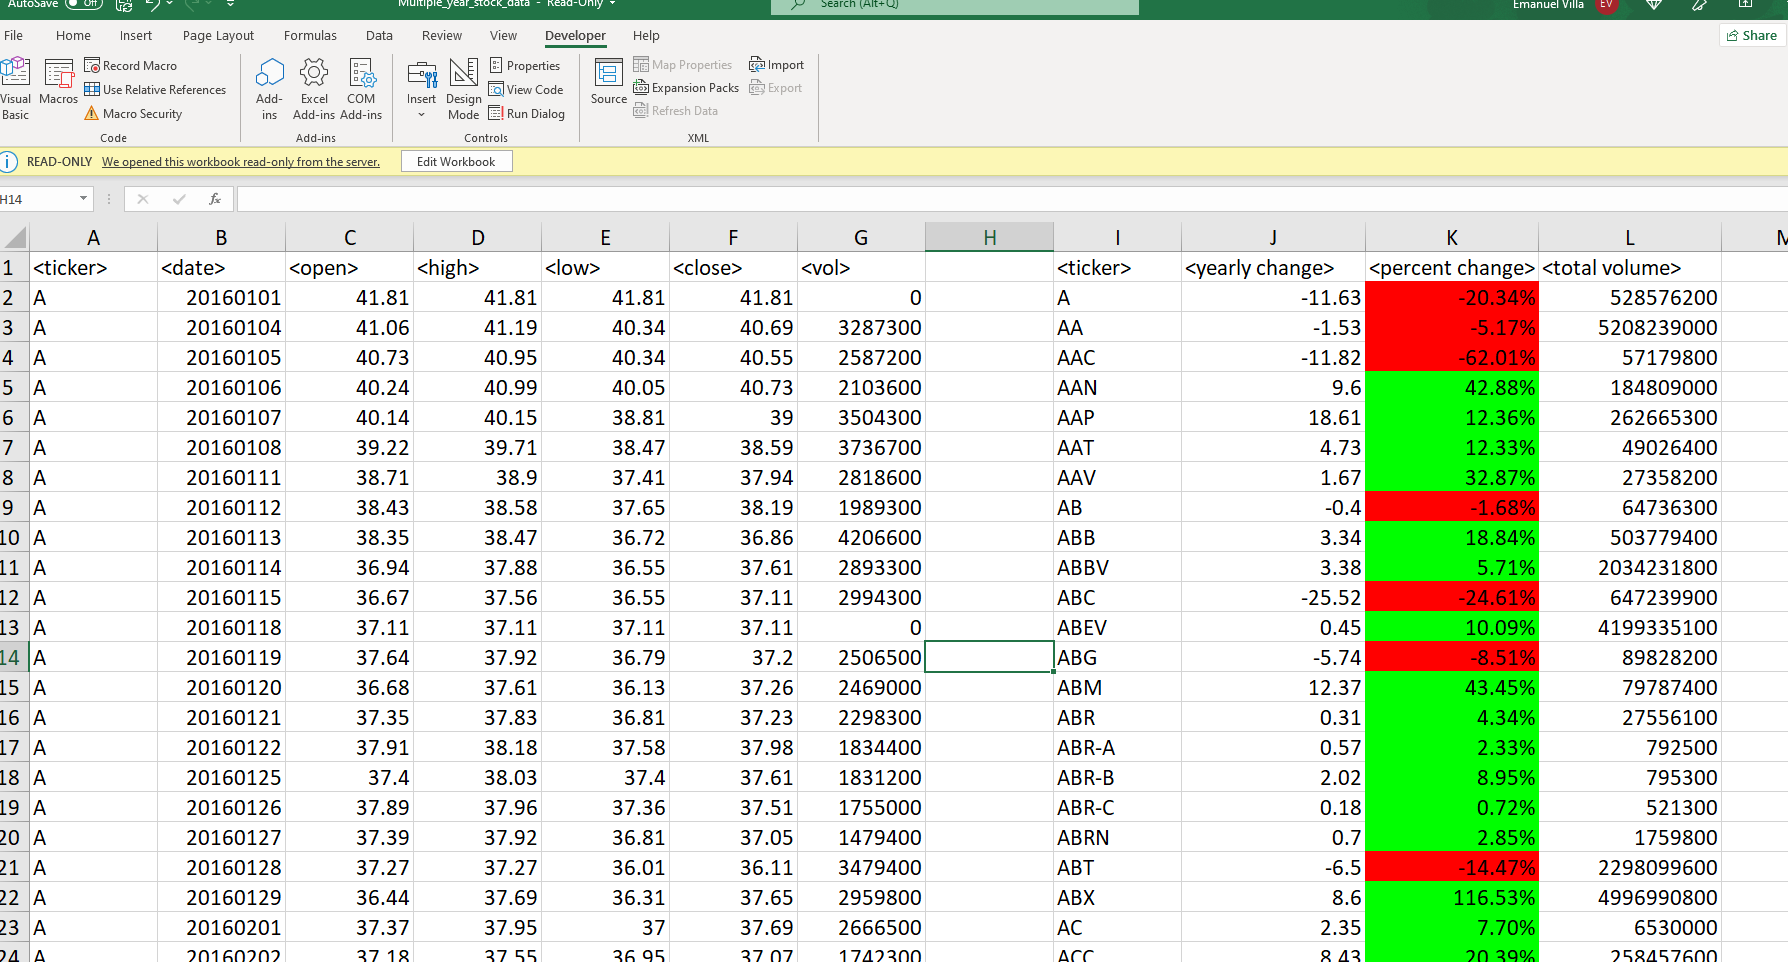 AutoSave Off Multiple_year_stock_data - Read-Only Search (Alt+Q) Emanuel Villa EV
File Home Insert Page Layout Formulas Data Review View Developer Help Share
Visual Basic Macros Record Macro Use Relative References Macro Security Code
Add-ins Excel Add-ins COM Add-ins Add-ins
Insert Design Mode Properties View Code Run Dialog Controls
Source Map Properties Expansion Packs Refresh Data Import Export XML
READ-ONLY We opened this workbook read-only from the server. Edit Workbook
H14 fx
A B C D E F G H I J K L
1 <ticker> <date> <open> <high> <low> <close> <vol> <ticker> <yearly change> <percent change> <total volume>
2 A 20160101 41.81 41.81 41.81 41.81 0 A -11.63 -20.34% 528576200
3 A 20160104 41.06 41.19 40.34 40.69 3287300 AA -1.53 -5.17% 5208239000
4 A 20160105 40.73 40.95 40.34 40.55 2587200 AAC -11.82 -62.01% 57179800
5 A 20160106 40.24 40.99 40.05 40.73 2103600 AAN 9.6 42.88% 184809000
6 A 20160107 40.14 40.15 38.81 39 3504300 AAP 18.61 12.36% 262665300
7 A 20160108 39.22 39.71 38.47 38.59 3736700 AAT 4.73 12.33% 49026400
8 A 20160111 38.71 38.9 37.41 37.94 2818600 AAV 1.67 32.87% 27358200
9 A 20160112 38.43 38.58 37.65 38.19 1989300 AB -0.4 -1.68% 64736300
10 A 20160113 38.35 38.47 36.72 36.86 4206600 ABB 3.34 18.84% 503779400
11 A 20160114 36.94 37.88 36.55 37.61 2893300 ABBV 3.38 5.71% 2034231800
12 A 20160115 36.67 37.56 36.55 37.11 2994300 ABC -25.52 -24.61% 647239900
13 A 20160118 37.11 37.11 37.11 37.11 0 ABEV 0.45 10.09% 4199335100
14 A 20160119 37.64 37.92 36.79 37.2 2506500 ABG -5.74 -8.51% 89828200
15 A 20160120 36.68 37.61 36.13 37.26 2469000 ABM 12.37 43.45% 79787400
16 A 20160121 37.35 37.83 36.81 37.23 2298300 ABR 0.31 4.34% 27556100
17 A 20160122 37.91 38.18 37.58 37.98 1834400 ABR-A 0.57 2.33% 792500
18 A 20160125 37.4 38.03 37.4 37.61 1831200 ABR-B 2.02 8.95% 795300
19 A 20160126 37.89 37.96 37.36 37.51 1755000 ABR-C 0.18 0.72% 521300
20 A 20160127 37.39 37.92 36.81 37.05 1479400 ABRN 0.7 2.85% 1759800
21 A 20160128 37.27 37.27 36.01 36.11 3479400 ABT -6.5 -14.47% 2298099600
22 A 20160129 36.44 37.69 36.31 37.65 2959800 ABX 8.6 116.53% 4996990800
23 A 20160201 37.37 37.95 37 37.69 2666500 AC 2.35 7.70% 6530000
24 A 20160202 37.18 37.55 36.95 37.07 1742300 ACC 8.43 20.39% 258457600